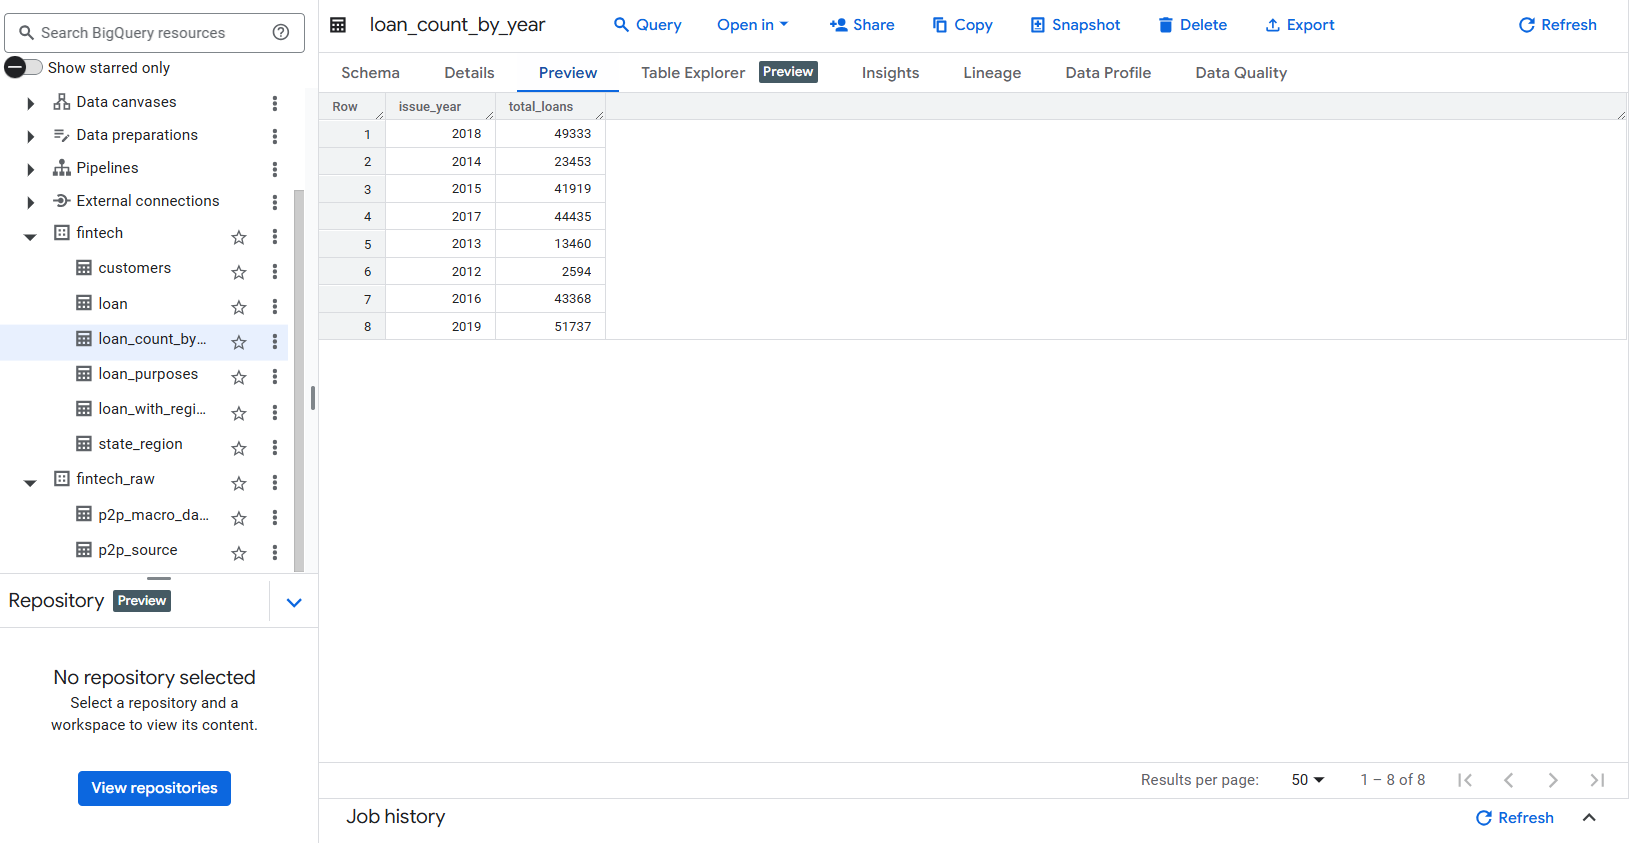 Search BigQuery resources
Show starred only
Data canvases
Data preparations
Pipelines
External connections
fintech
customers
loan
loan_count_by...
loan_purposes
loan_with_regi...
state_region
fintech_raw
p2p_macro_da...
p2p_source
Repository Preview
No repository selected
Select a repository and a
workspace to view its content.
View repositories
loan_count_by_year Query Open in Share Copy Snapshot Delete Export Refresh
Schema Details Preview Table Explorer Preview Insights Lineage Data Profile Data Quality
Row issue_year total_loans
1 2018 49333
2 2014 23453
3 2015 41919
4 2017 44435
5 2013 13460
6 2012 2594
7 2016 43368
8 2019 51737
Results per page: 50 1 – 8 of 8
Job history Refresh